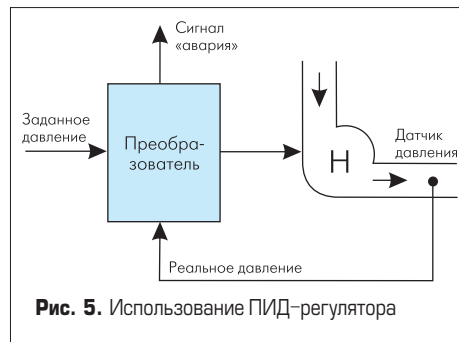 Сигнал
«авария»
Заданное
давление
Преобра-
зователь
Н
Датчик
давления
Реальное давление
Рис. 5. Использование ПИД-регулятора